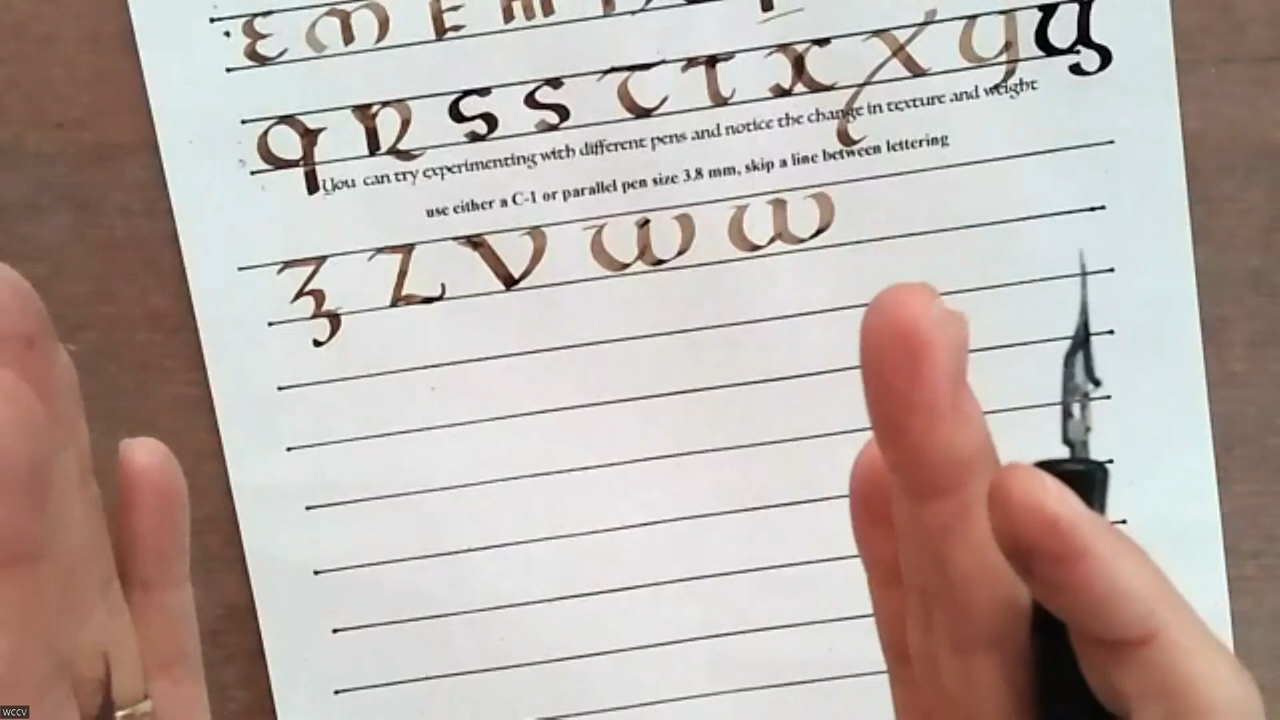 ε m E m
q R s s τ τ x x y y
You can try experimenting with different pens and notice the change in texture and weight
use either a C-1 or parallel pen size 3.8 mm, skip a line between lettering
z z v w w
WCCV